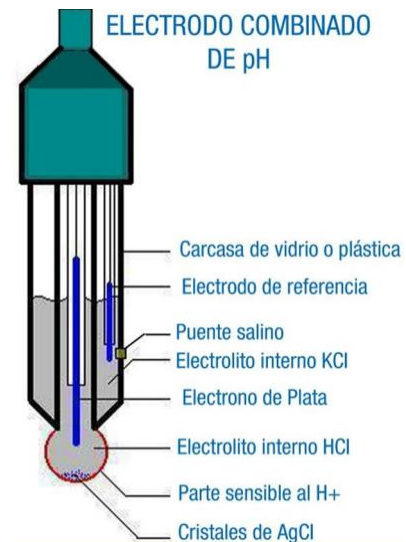 ELECTRODO COMBINADO
DE pH
Carcasa de vidrio o plástica
Electrodo de referencia
Puente salino
Electrolito interno KCl
Electrono de Plata
Electrolito interno HCl
Parte sensible al H+
Cristales de AgCl